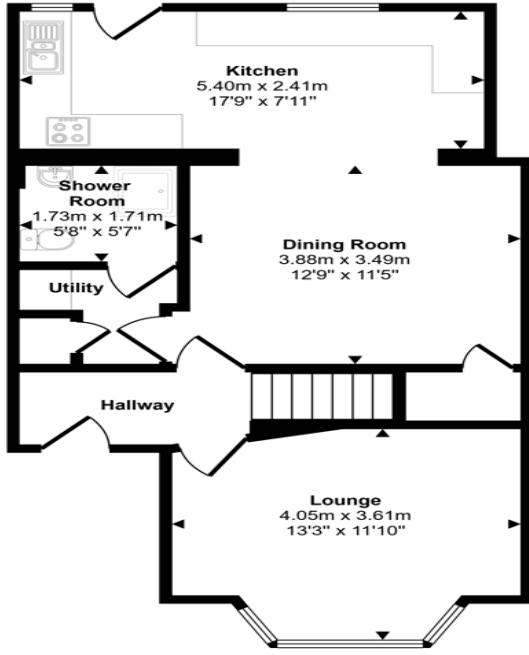 Kitchen
5.40m x 2.41m
17'9" x 7'11"
Shower
Room
1.73m x 1.71m
5'8" x 5'7"
Dining Room
3.88m x 3.49m
12'9" x 11'5"
Utility
Hallway
Lounge
4.05m x 3.61m
13'3" x 11'10"